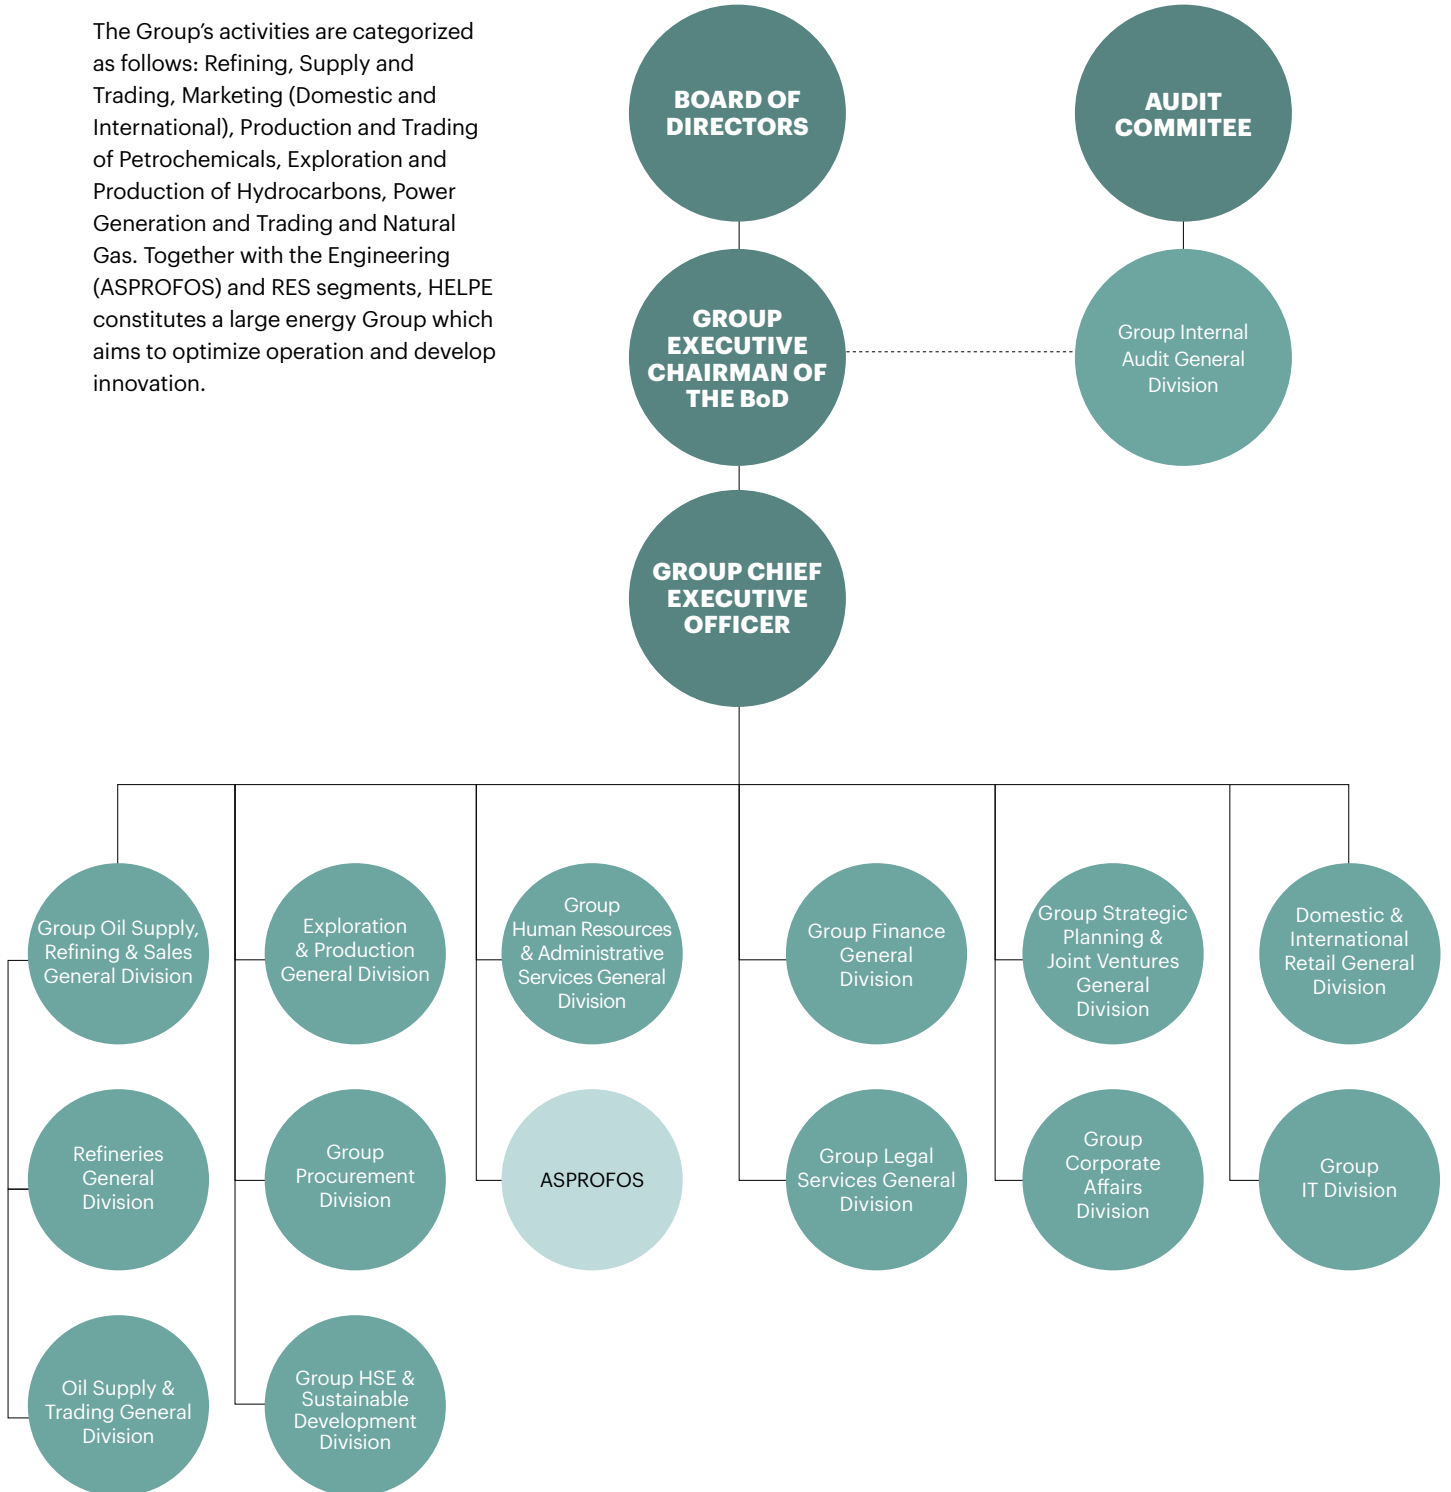 The Group’s activities are categorized
as follows: Refining, Supply and
Trading, Marketing (Domestic and
International), Production and Trading
of Petrochemicals, Exploration and
Production of Hydrocarbons, Power
Generation and Trading and Natural
Gas. Together with the Engineering
(ASPROFOS) and RES segments, HELPE
constitutes a large energy Group which
aims to optimize operation and develop
innovation.
BOARD OF
DIRECTORS
AUDIT
COMMITEE
GROUP
EXECUTIVE
CHAIRMAN OF
THE BoD
Group Internal
Audit General
Division
GROUP CHIEF
EXECUTIVE
OFFICER
Group Oil Supply,
Refining & Sales
General Division
Exploration
& Production
General Division
Group
Human Resources
& Administrative
Services General
Division
Group Finance
General
Division
Group Strategic
Planning &
Joint Ventures
General
Division
Domestic &
International
Retail General
Division
Refineries
General
Division
Group
Procurement
Division
ASPROFOS
Group Legal
Services General
Division
Group
Corporate
Affairs
Division
Group
IT Division
Oil Supply &
Trading General
Division
Group HSE &
Sustainable
Development
Division